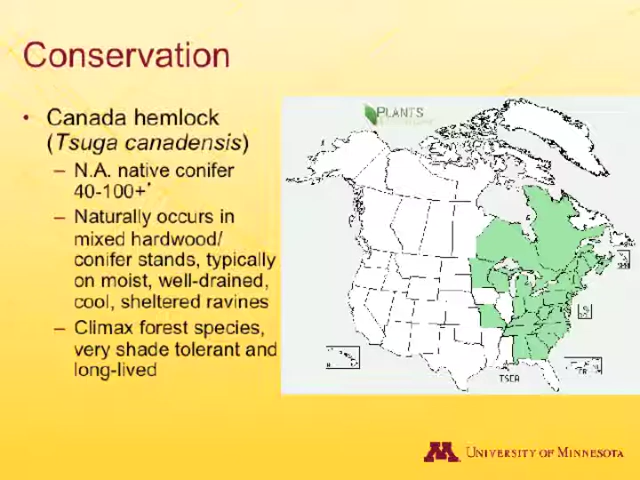 Conservation
• Canada hemlock
(Tsuga canadensis)
– N.A. native conifer
40-100+'
– Naturally occurs in
mixed hardwood/
conifer stands, typically
on moist, well-drained,
cool, sheltered ravines
– Climax forest species,
very shade tolerant and
long-lived
PLANTS
TSCA
UNIVERSITY OF MINNESOTA